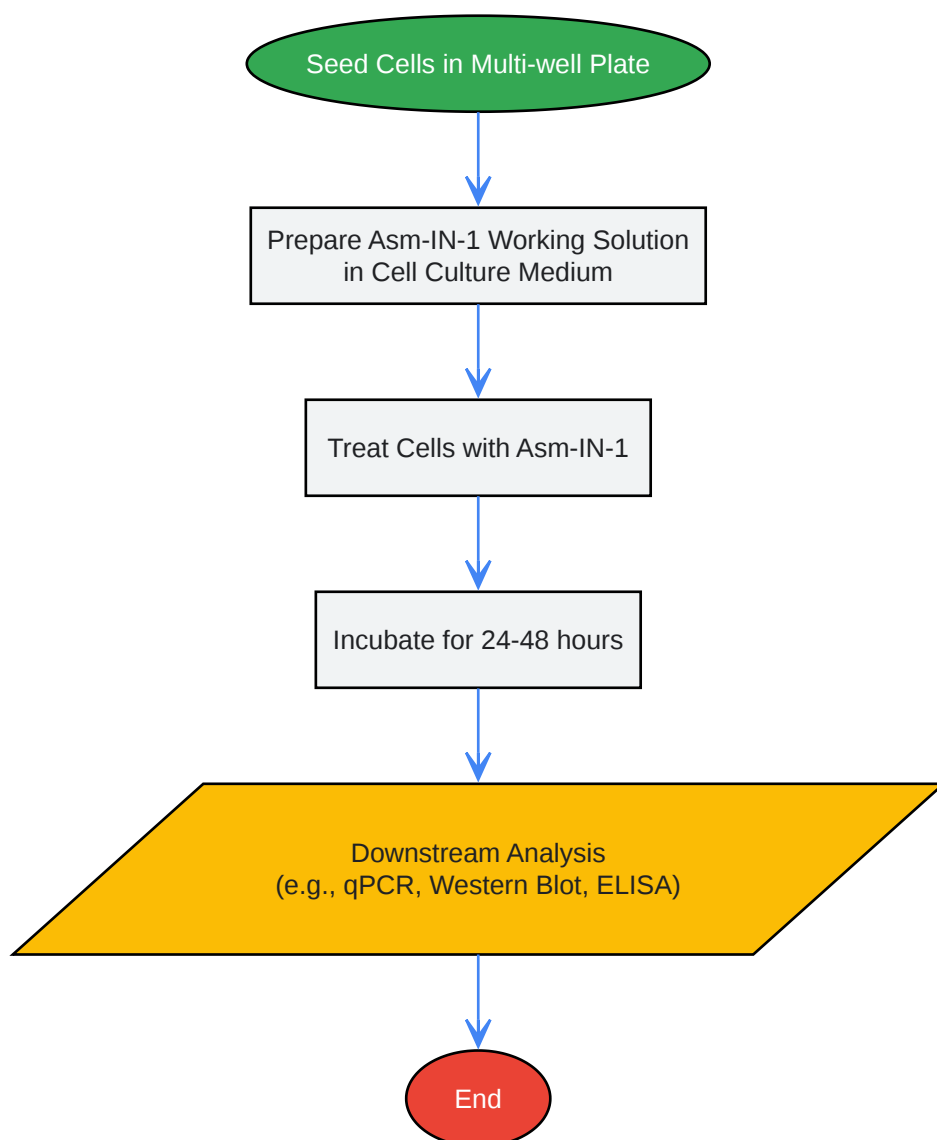 Seed Cells in Multi-well Plate
Prepare Asm-IN-1 Working Solution
in Cell Culture Medium
Treat Cells with Asm-IN-1
Incubate for 24-48 hours
Downstream Analysis
(e.g., qPCR, Western Blot, ELISA)
End